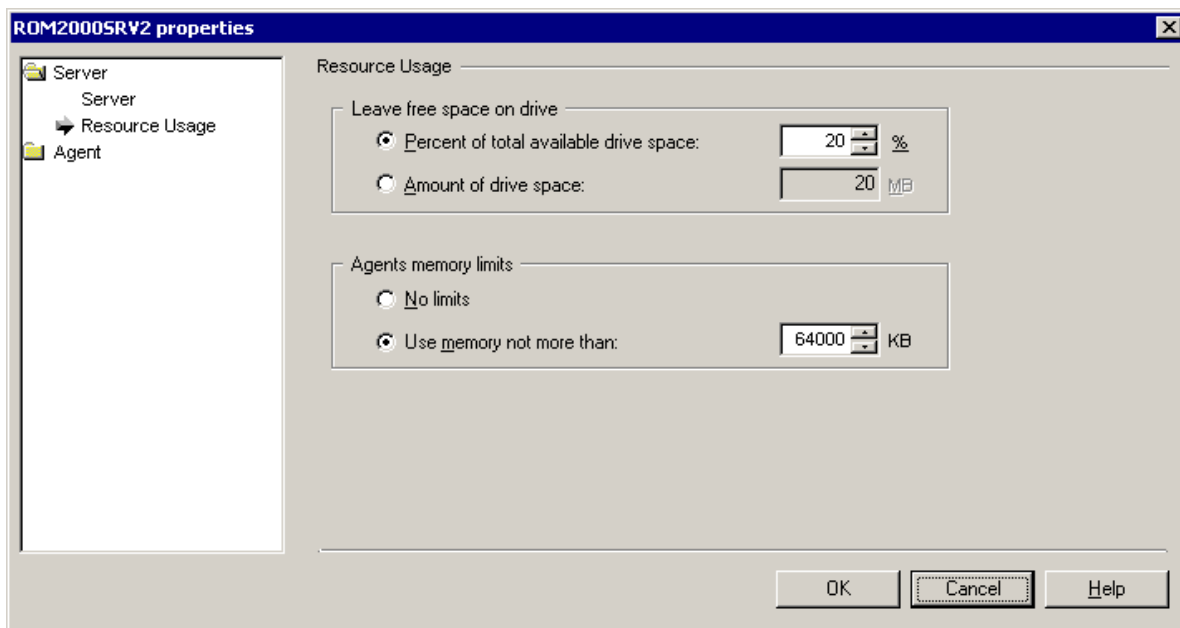 ROM2000SRV2 properties
Server
Server
Resource Usage
Agent
Resource Usage
Leave free space on drive
Percent of total available drive space: 20 %
Amount of drive space: 20 MB
Agents memory limits
No limits
Use memory not more than: 64000 KB
OK Cancel Help